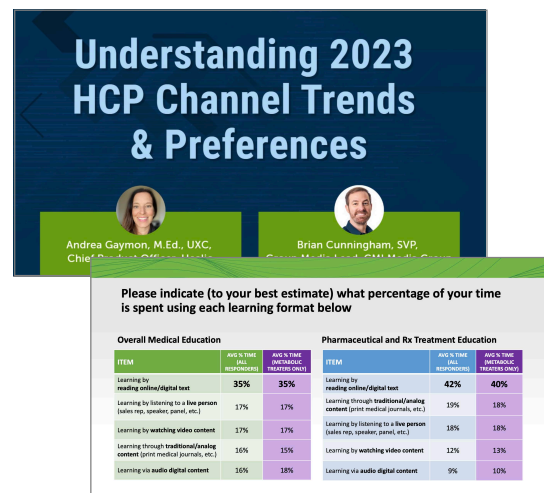 Understanding 2023
HCP Channel Trends
& Preferences
Andrea Gaymon, M.Ed., UXC,
Chief Product Officer,
Brian Cunningham, SVP,
Group Media Lead, CMI Media Group
Please indicate (to your best estimate) what percentage of your time
is spent using each learning format
below
Overall Medical Education
ITEM
AVG % TIME
(ALL
RESPONDERS)
AVG % TIME
(METABOLIC
TREATERS ONLY)
Learning by
reading online/digital text
35%
35%
Learning by listening to a live person
(sales rep, speaker, panel, etc.)
17%
17%
Learning by watching video content
17%
17%
Learning through traditional/analog
content (print medical journals, etc.)
16%
15%
Learning via audio digital content
16%
18%
Pharmaceutical and Rx Treatment Education
ITEM
AVG % TIME
(ALL
RESPONDERS)
AVG % TIME
(METABOLIC
TREATERS ONLY)
Learning by
reading online/digital text
42%
40%
Learning through traditional/analog
content (print medical journals, etc.)
19%
18%
Learning by listening to a live person
(sales rep, speaker, panel, etc.)
18%
18%
Learning by watching video content
12%
13%
Learning via audio digital content
9%
10%